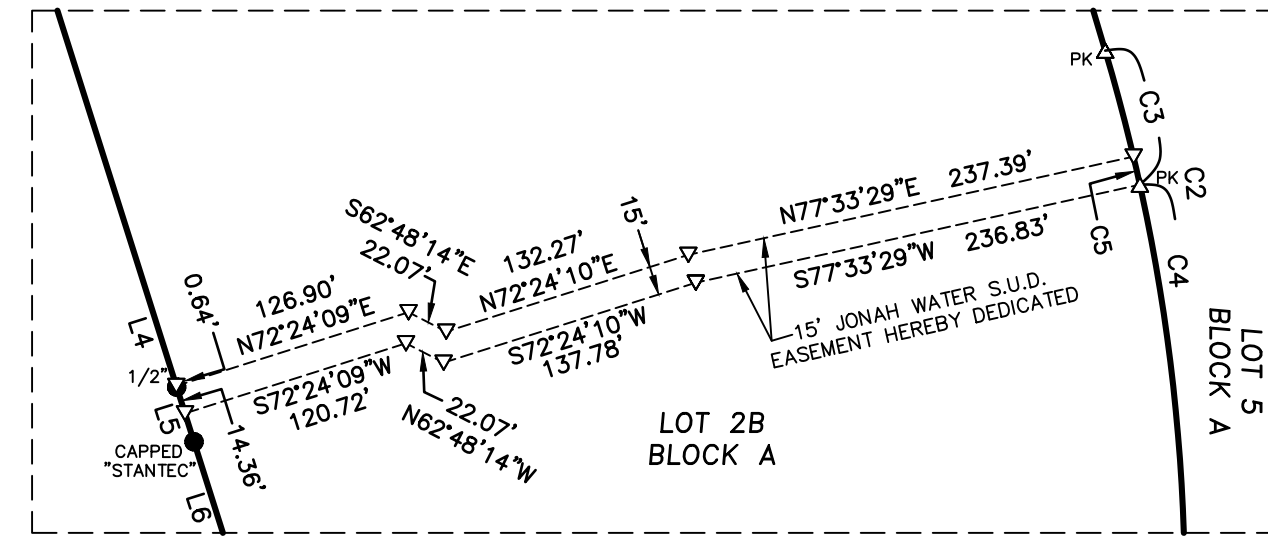 PK
C3
C2
PK
C5
C4
N77°33'29"E 237.39'
S77°33'29"W 236.83'
15'
15' JONAH WATER S.U.D.
EASEMENT HEREBY DEDICATED
S62°48'14"E
22.07'
132.27'
N72°24'10"E
S72°24'10"W
137.78'
0.64'
126.90'
N72°24'09"E
S72°24'09"W
120.72'
22.07'
N62°48'14"W
L4
1/2"
L5
14.36'
CAPPED
"STANTEC"
L6
LOT 2B
BLOCK A
LOT 5
BLOCK A